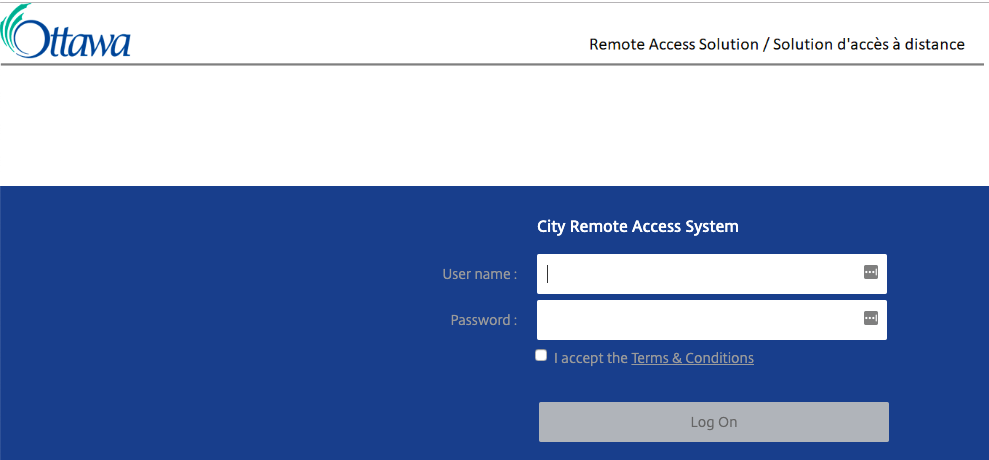 Ottawa
Remote Access Solution / Solution d'accès à distance
City Remote Access System
User name :
Password :
I accept the Terms & Conditions
Log On